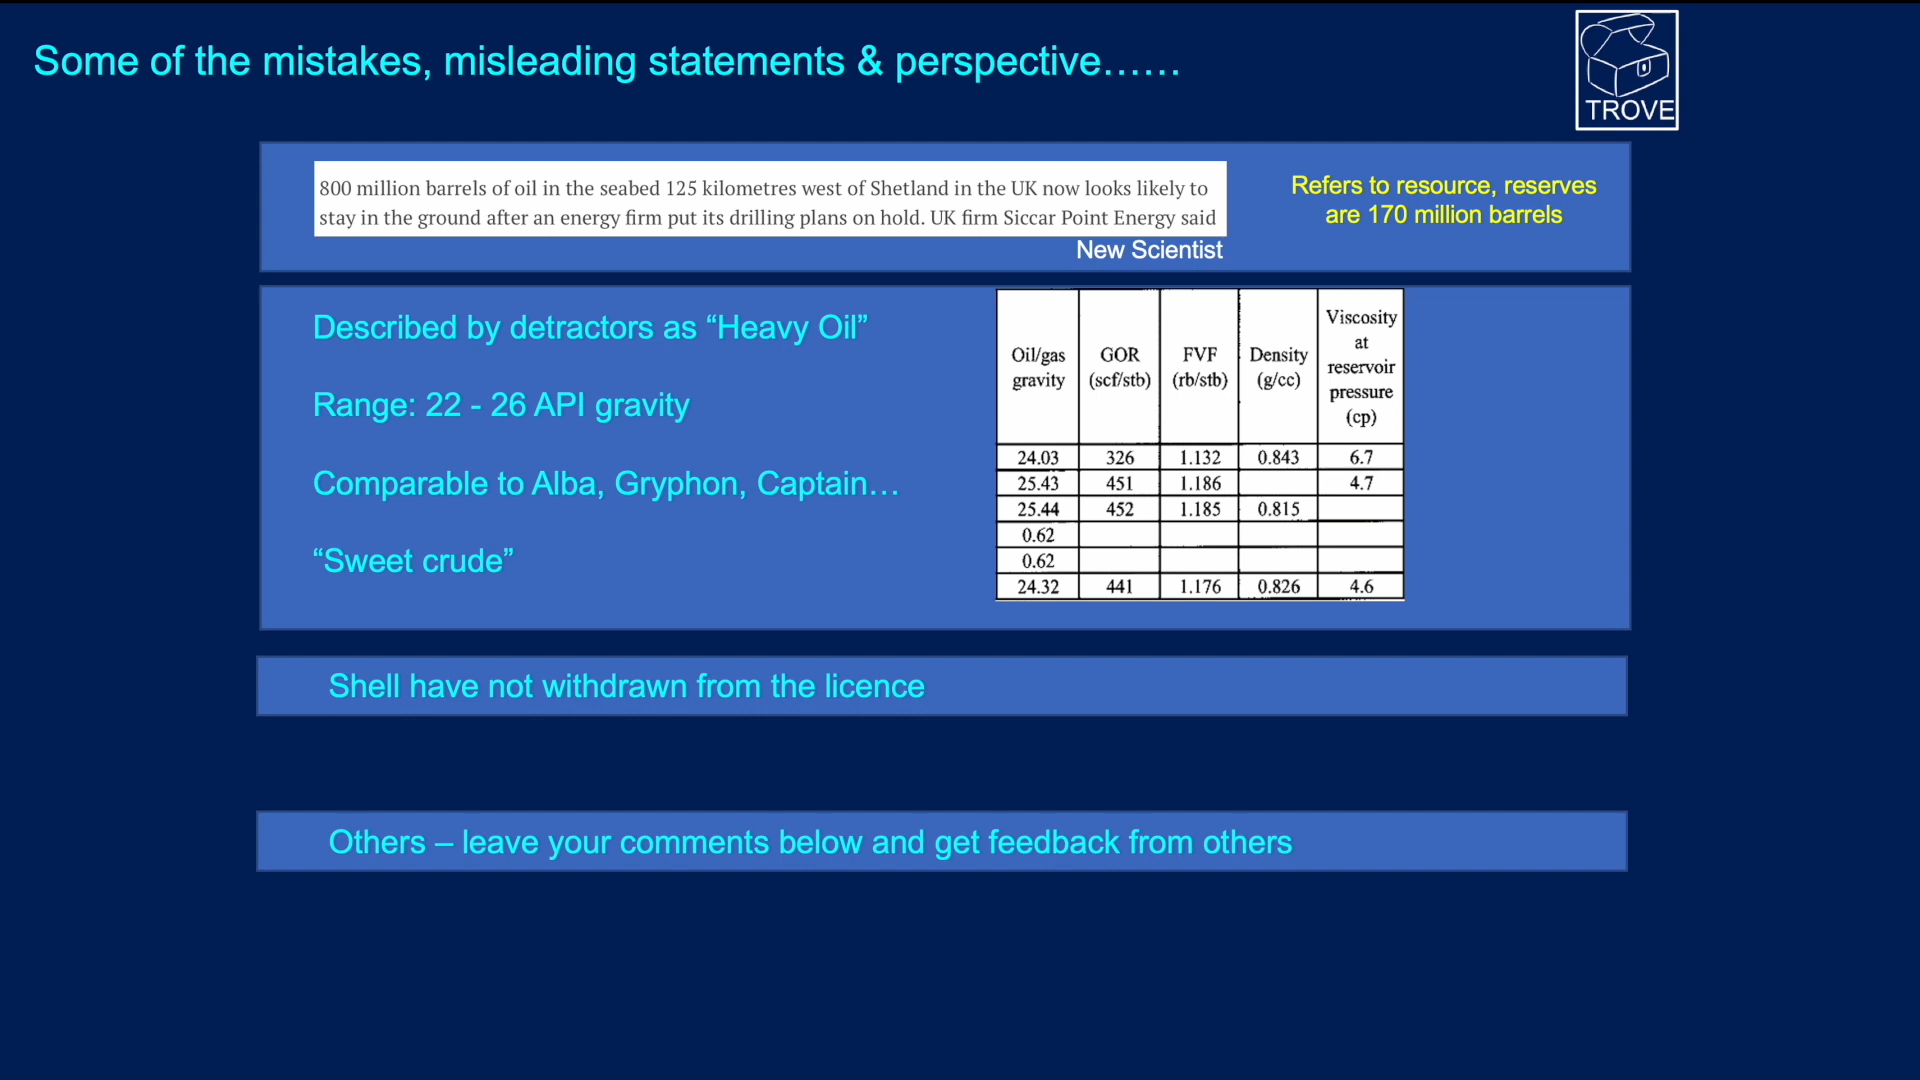 Some of the mistakes, misleading statements & perspective……
TROVE
800 million barrels of oil in the seabed 125 kilometres west of Shetland in the UK now looks likely to
stay in the ground after an energy firm put its drilling plans on hold. UK firm Siccar Point Energy said
New Scientist
Refers to resource, reserves
are 170 million barrels
Described by detractors as “Heavy Oil”
Range: 22 - 26 API gravity
Comparable to Alba, Gryphon, Captain…
“Sweet crude”
Oil/gas gravity GOR (scf/stb) FVF (rb/stb) Density (g/cc) Viscosity at reservoir pressure (cp)
24.03 326 1.132 0.843 6.7
25.43 451 1.186 4.7
25.44 452 1.185 0.815
0.62
0.62
24.32 441 1.176 0.826 4.6
Shell have not withdrawn from the licence
Others – leave your comments below and get feedback from others